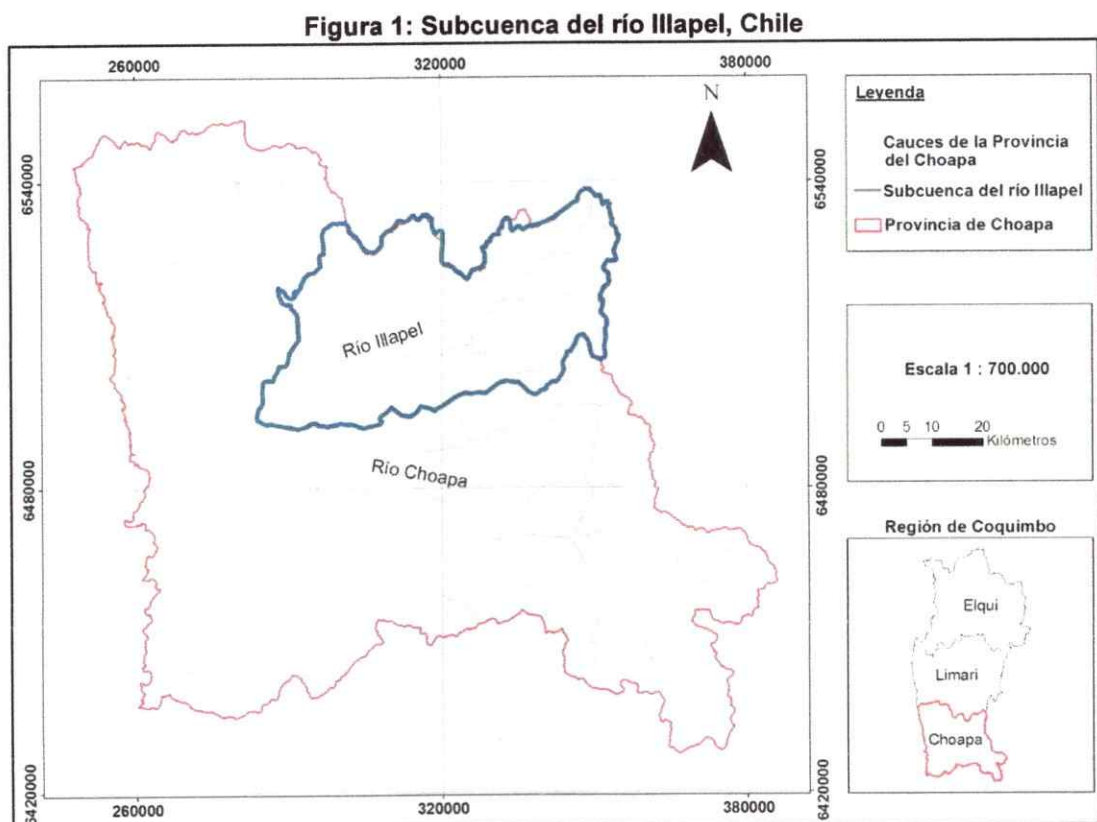 Figura 1: Subcuenca del río Illapel, Chile
260000
320000
380000
N
6540000
6540000
Río Illapel
Río Choapa
6480000
6480000
6420000
6420000
260000
320000
380000
Leyenda
Cauces de la Provincia
del Choapa
Subcuenca del río Illapel
Provincia de Choapa
Escala 1 : 700.000
0 5 10 20
Kilómetros
Región de Coquimbo
Elqui
Limari
Choapa